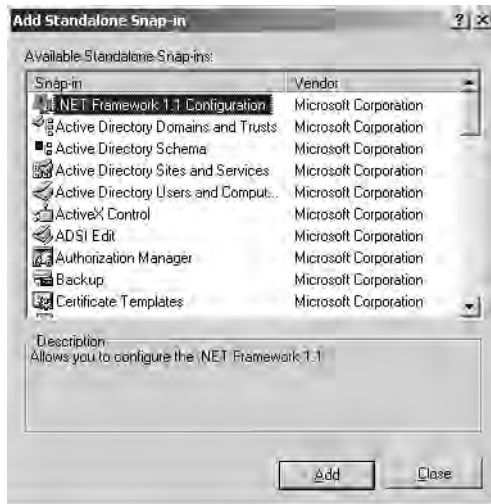 Add Standalone Snap-in
Available Standalone Snap-ins:
Snap-in Vendor
.NET Framework 1.1 Configuration Microsoft Corporation
Active Directory Domains and Trusts Microsoft Corporation
Active Directory Schema Microsoft Corporation
Active Directory Sites and Services Microsoft Corporation
Active Directory Users and Comput... Microsoft Corporation
ActiveX Control Microsoft Corporation
ADSI Edit Microsoft Corporation
Authorization Manager Microsoft Corporation
Backup Microsoft Corporation
Certificate Templates Microsoft Corporation
Description
Allows you to configure the .NET Framework 1.1
Add Close